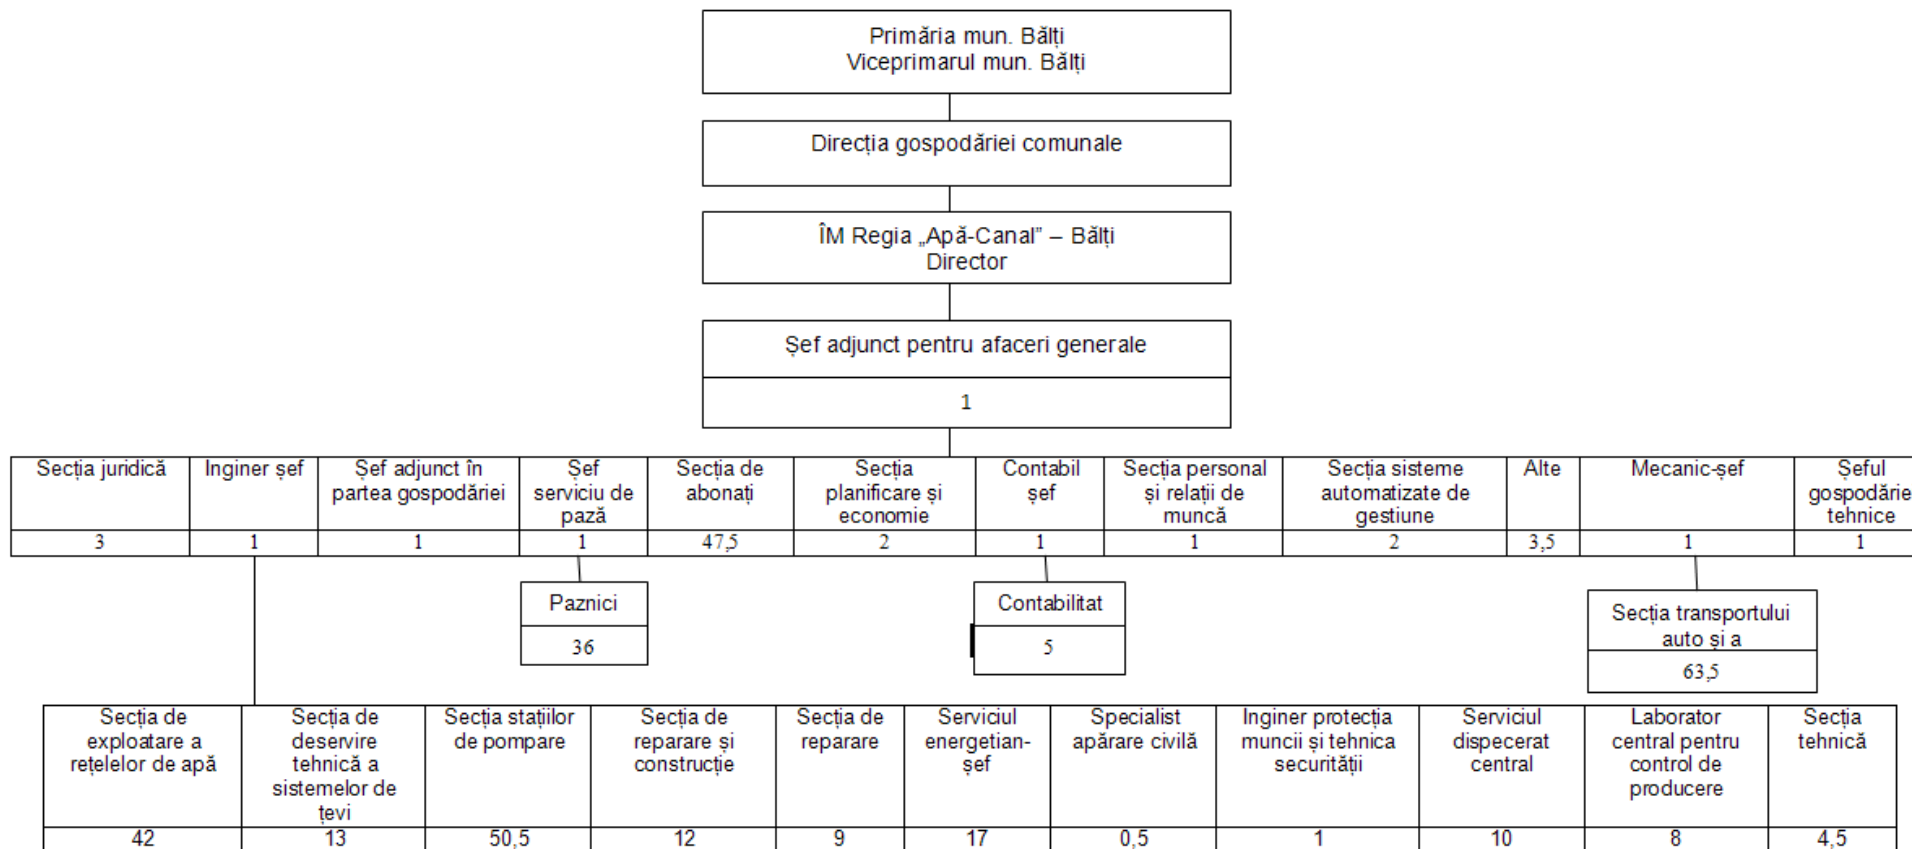 Primăria mun. Bălți
Viceprimarul mun. Bălți
Direcția gospodăriei comunale
ÎM Regia „Apă-Canal” – Bălți
Director
Șef adjunct pentru afaceri generale
1
Secția juridică
3
Inginer șef
1
Șef adjunct în
partea gospodăriei
1
Șef
serviciu de
pază
1
Secția de
abonați
47,5
Secția
planificare și
economie
2
Contabil
șef
1
Secția personal
și relații de
muncă
1
Secția sisteme
automatizate de
gestiune
2
Alte
3,5
Mecanic-șef
1
Șeful
gospodărie
tehnice
1
Paznici
36
Contabilitat
5
Secția transportului
auto și a
63,5
Secția de
exploatare a
rețelelor de apă
42
Secția de
deservire
tehnică a
sistemelor de
țevi
13
Secția stațiilor
de pompare
50,5
Secția de
reparare și
construcție
12
Secția de
reparare
9
Serviciul
energetian-
șef
17
Specialist
apărare civilă
0,5
Inginer protecția
muncii și tehnica
securității
1
Serviciul
dispecerat
central
10
Laborator
central pentru
control de
producere
8
Secția
tehnică
4,5